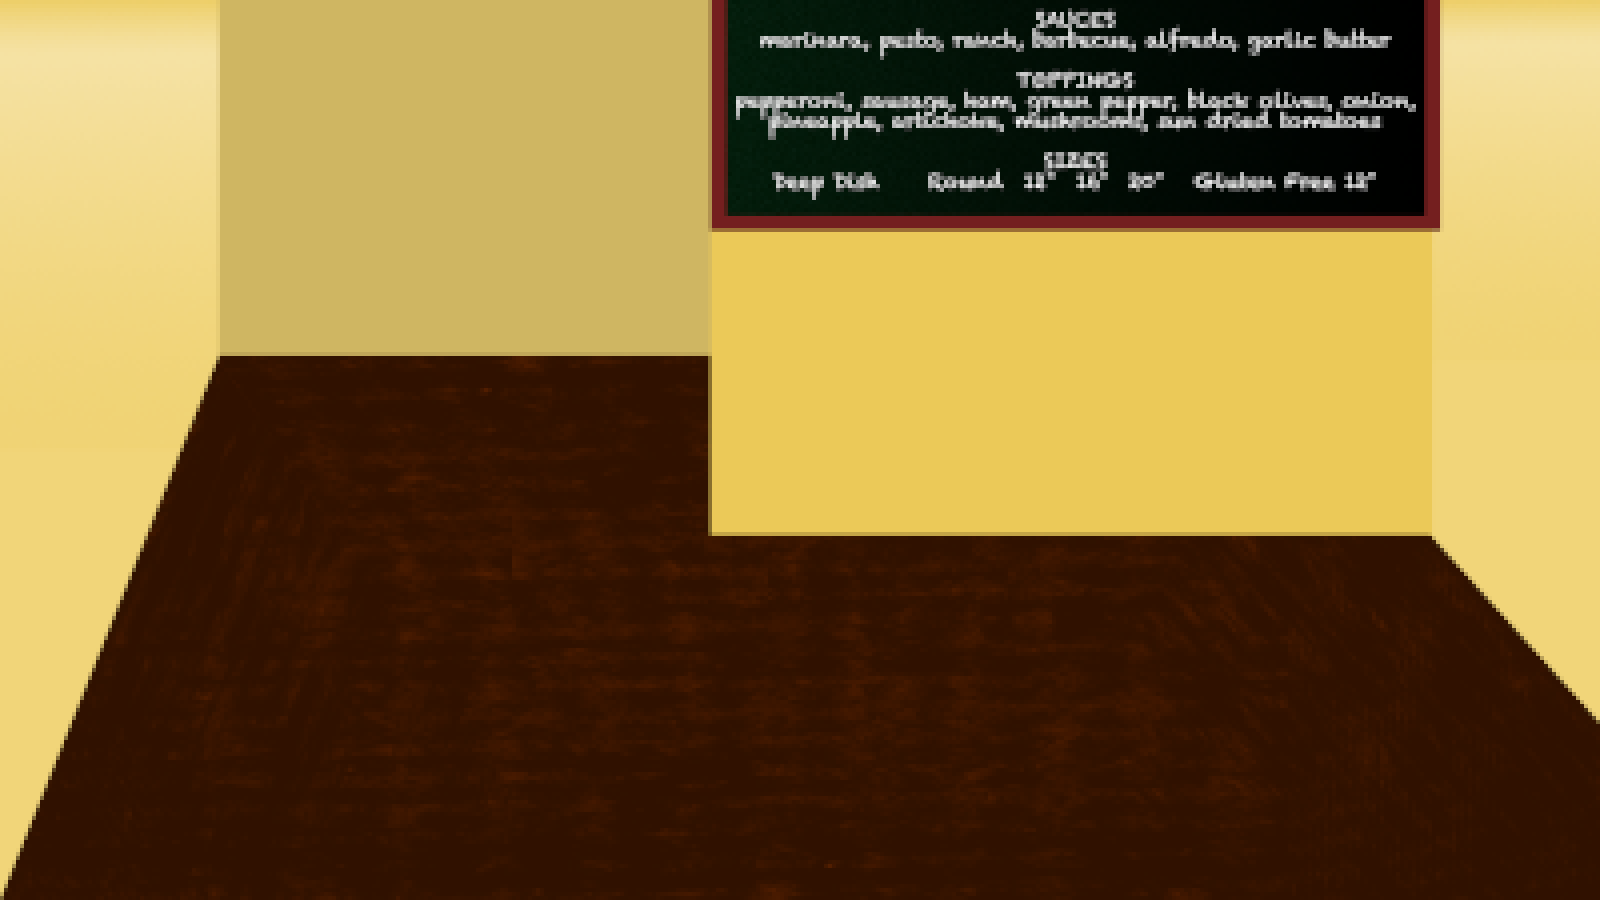 SAUCES
marinara, pesto, ranch, barbecue, alfredo, garlic butter
TOPPINGS
pepperoni, sausage, ham, green pepper, black olives, onion,
pineapple, artichoke, mushrooms, sun dried tomatoes
SIZES
Deep Dish Round 12" 16" 20" Gluten Free 12"